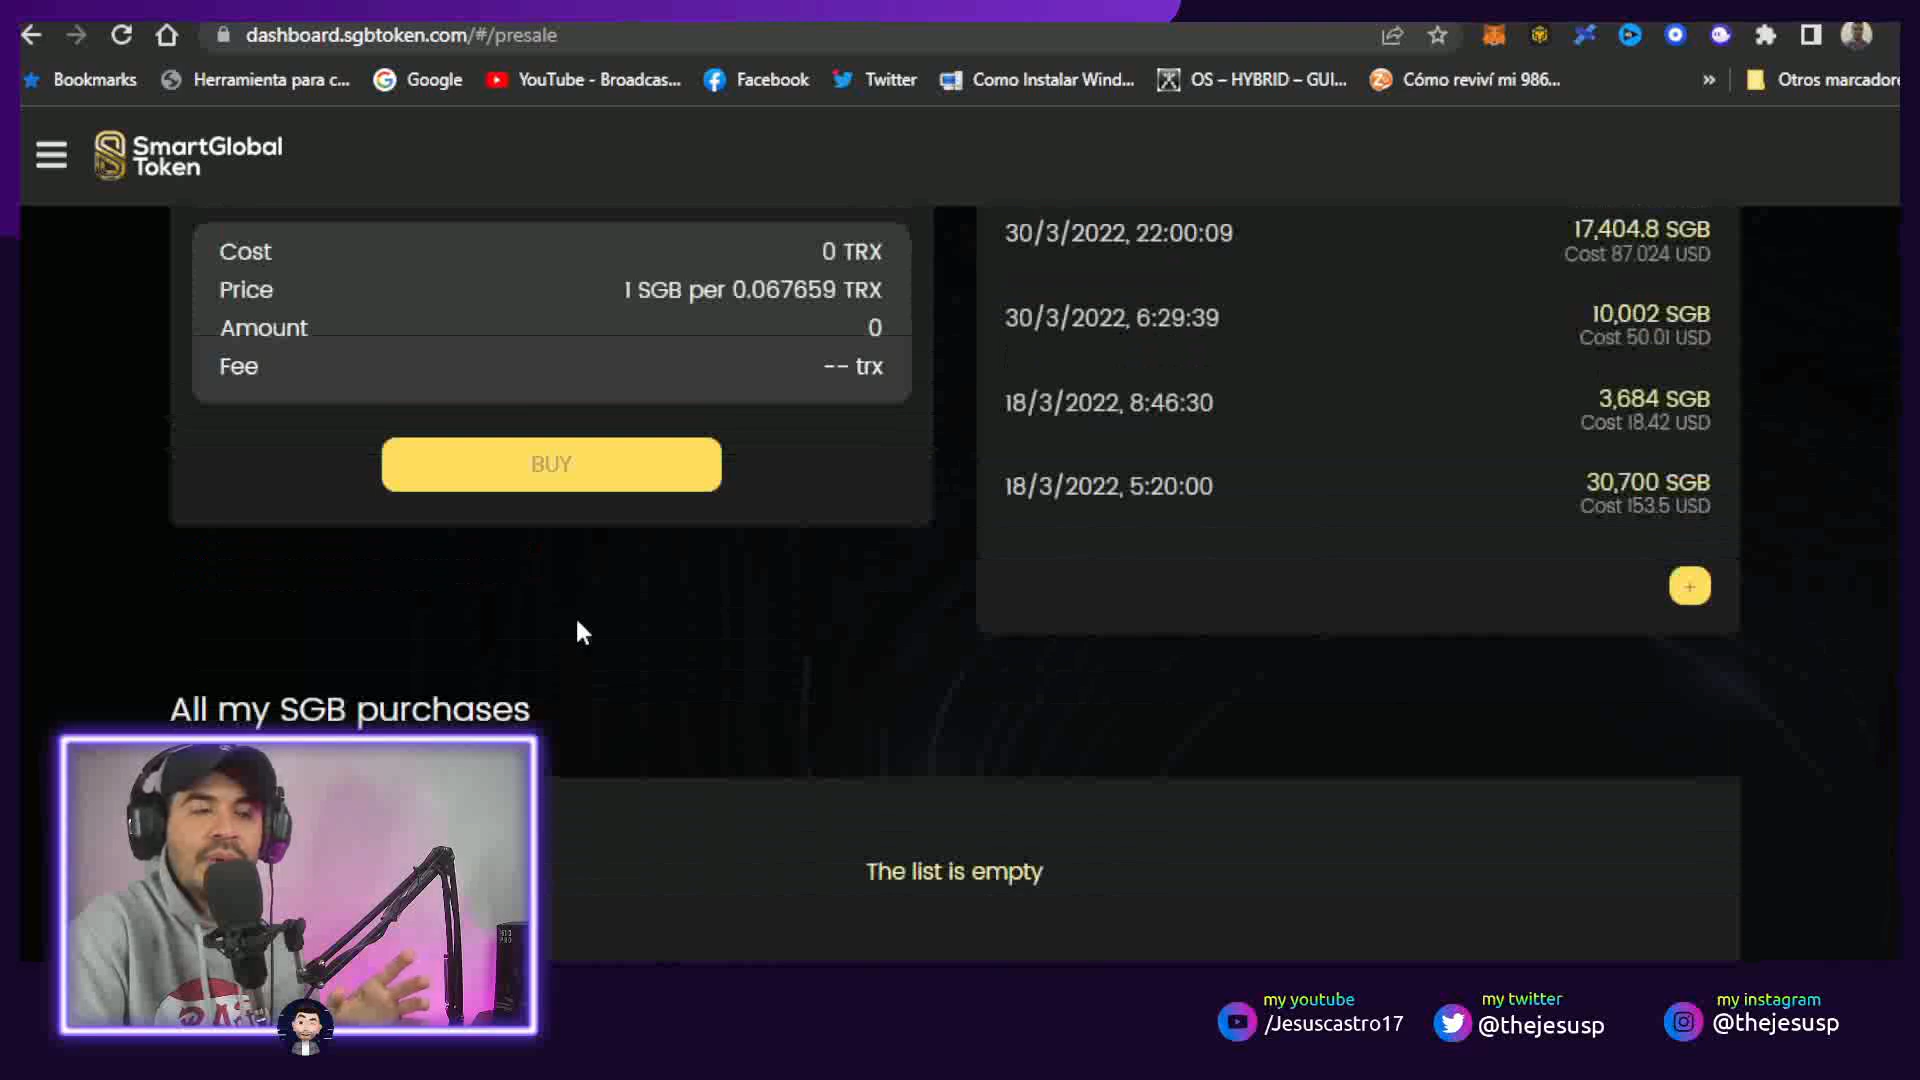 dashboard.sgbtoken.com/#/presale
Bookmarks
Herramienta para c...
Google
YouTube - Broadcas...
Facebook
Twitter
Como Instalar Wind...
OS – HYBRID – GUI...
Cómo reviví mi 986...
»
Otros marcadore
SmartGlobal
Token
Cost 0 TRX
Price 1 SGB per 0.067659 TRX
Amount 0
Fee -- trx
BUY
30/3/2022, 22:00:09 17,404.8 SGB
Cost 87.024 USD
30/3/2022, 6:29:39 10,002 SGB
Cost 50.01 USD
18/3/2022, 8:46:30 3,684 SGB
Cost 18.42 USD
18/3/2022, 5:20:00 30,700 SGB
Cost 153.5 USD
+
All my SGB purchases
The list is empty
my youtube
/Jesuscastro17
my twitter
@thejesusp
my instagram
@thejesusp